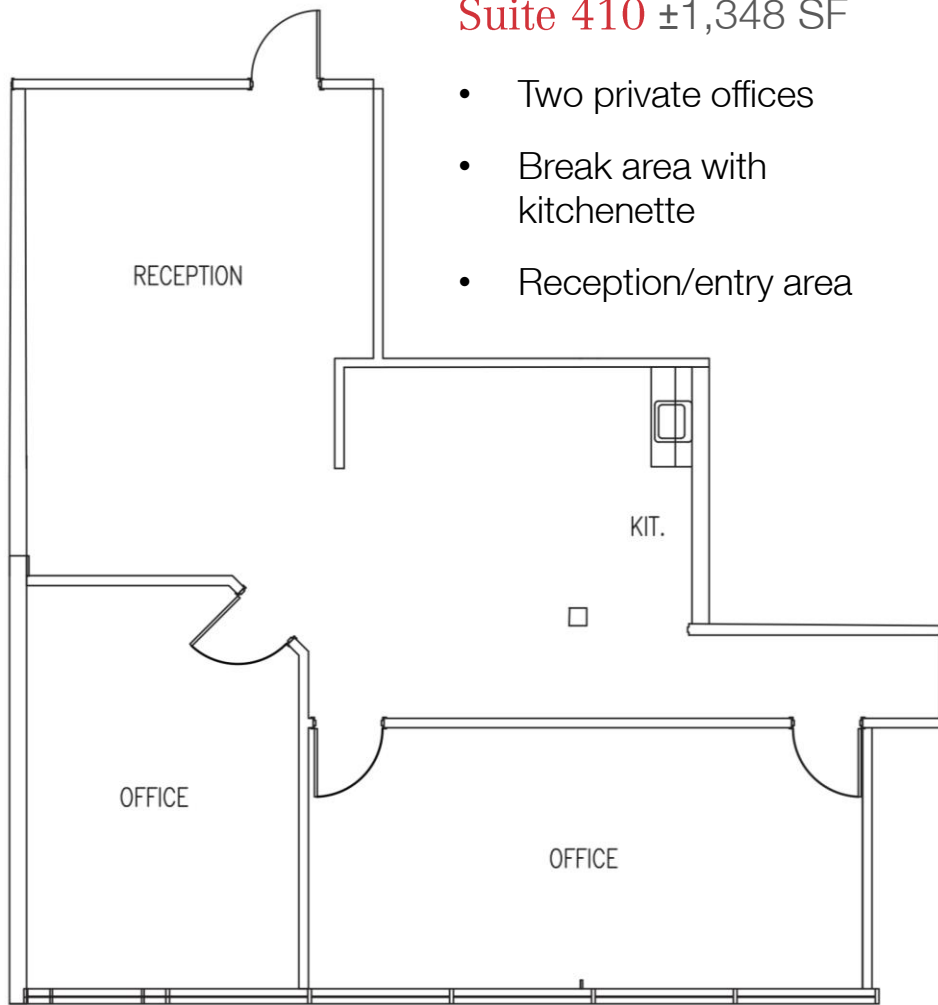 Suite 410 ±1,348 SF
• Two private offices
• Break area with
kitchenette
• Reception/entry area
RECEPTION
KIT.
OFFICE
OFFICE